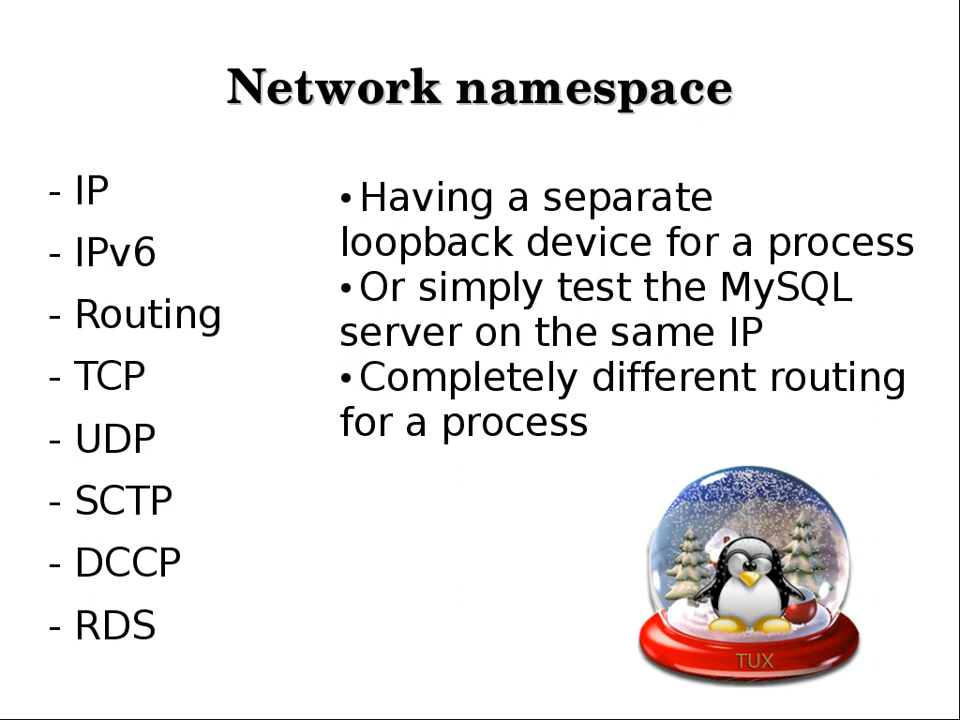 Network namespace
- IP
- IPv6
- Routing
- TCP
- UDP
- SCTP
- DCCP
- RDS
•Having a separate
loopback device for a process
•Or simply test the MySQL
server on the same IP
•Completely different routing
for a process
TUX